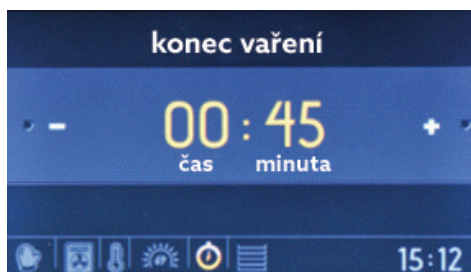 konec vaření
- 00 : 45 +
čas minuta
15:12